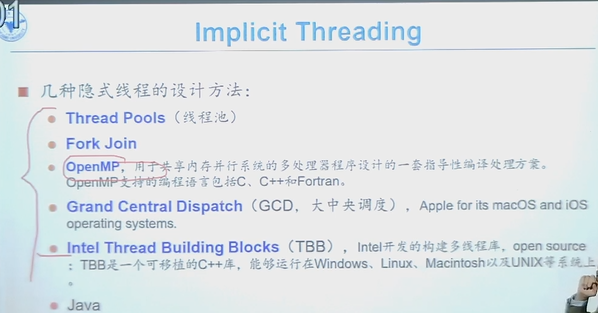 01
Implicit Threading
几种隐式线程的设计方法：
Thread Pools（线程池）
Fork Join
OpenMP，用于共享内存并行系统的多处理器程序设计的一套指导性编译处理方案。
OpenMP支持的编程语言包括C、C++和Fortran。
Grand Central Dispatch（GCD，大中央调度），Apple for its macOS and iOS
operating systems.
Intel Thread Building Blocks（TBB），Intel开发的构建多线程库，open source
；TBB是一个可移植的C++库，能够运行在Windows、Linux、Macintosh以及UNIX等系统上
。
Java